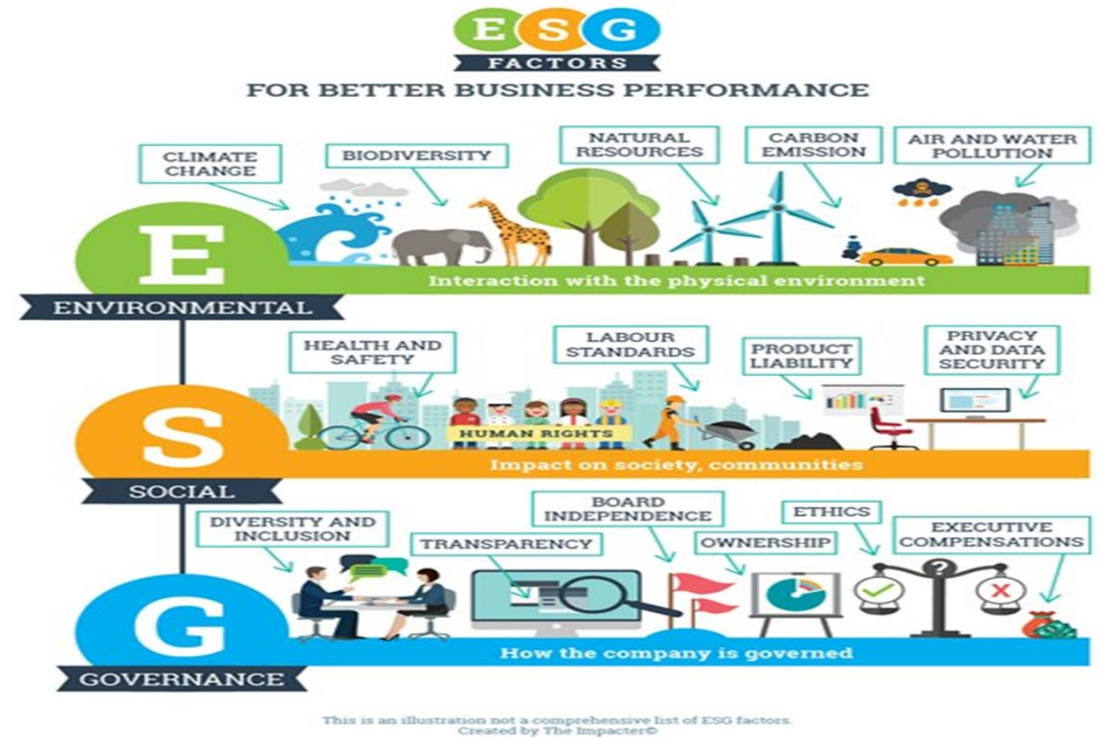 E S G
FACTORS
FOR BETTER BUSINESS PERFORMANCE
CLIMATE
CHANGE
BIODIVERSITY
NATURAL
RESOURCES
CARBON
EMISSION
AIR AND WATER
POLLUTION
E
Interaction with the physical environment
ENVIRONMENTAL
HEALTH AND
SAFETY
LABOUR
STANDARDS
PRODUCT
LIABILITY
PRIVACY
AND DATA
SECURITY
HUMAN RIGHTS
S
Impact on society, communities
SOCIAL
DIVERSITY AND
INCLUSION
TRANSPARENCY
BOARD
INDEPENDENCE
OWNERSHIP
ETHICS
EXECUTIVE
COMPENSATIONS
?
G
How the company is governed
GOVERNANCE
This is an illustration not a comprehensive list of ESG factors.
Created by The Impacter©